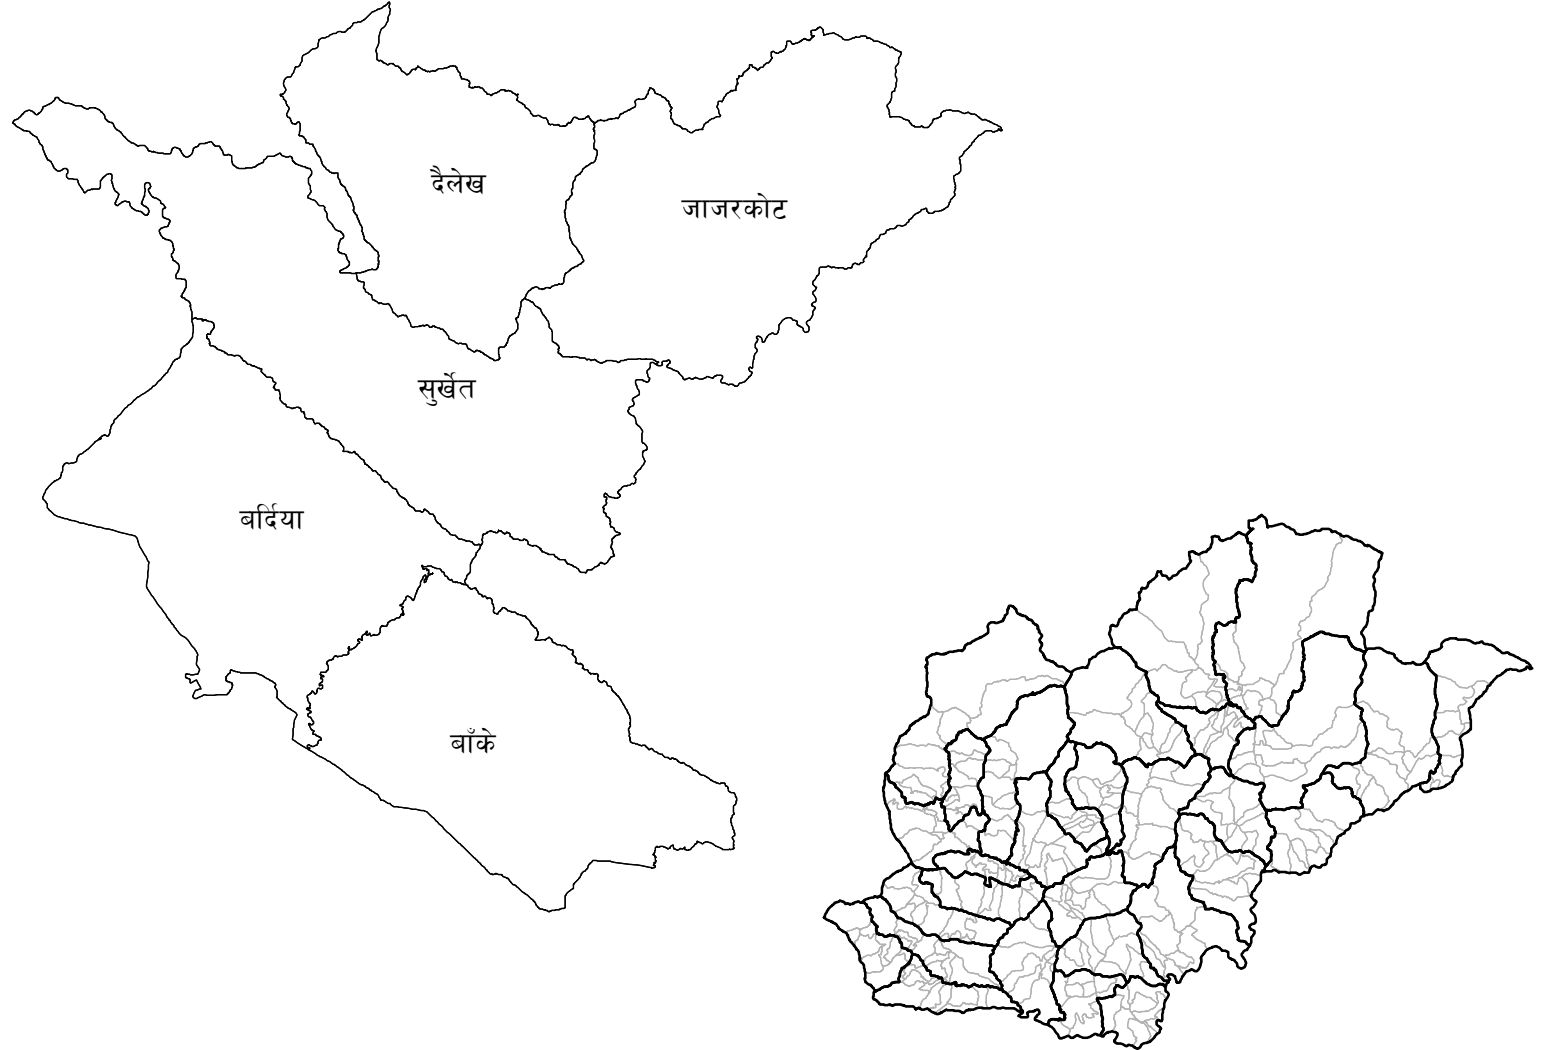 दैलेख
जाजरकोट
सुर्खेत
बर्दिया
बाँके